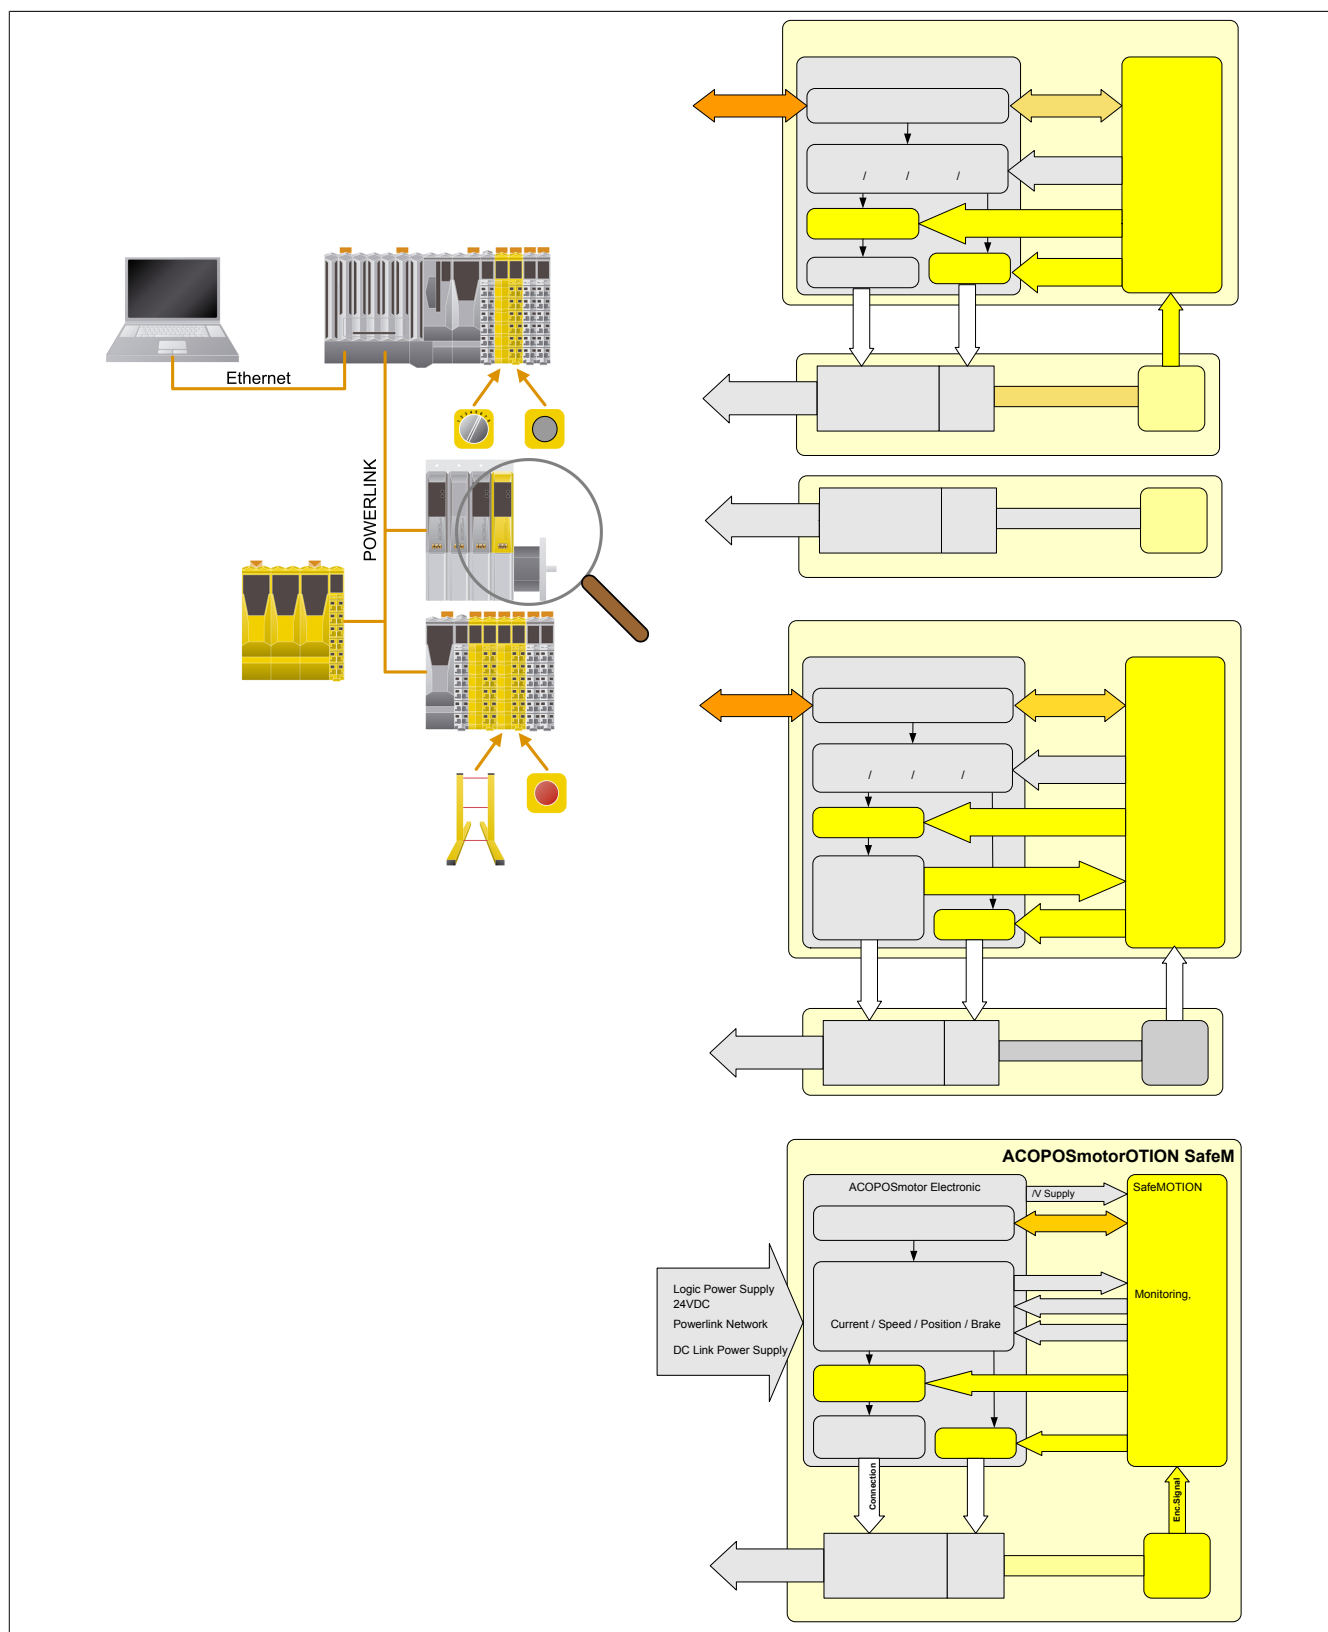 Ethernet
POWERLINK
/ / /
/ / /
ACOPOSmotorOTION SafeM
ACOPOSmotor Electronic
/V Supply
SafeMOTION
Logic Power Supply
24VDC
Powerlink Network
DC Link Power Supply
Monitoring,
Current / Speed / Position / Brake
Connection
Enc.Signal